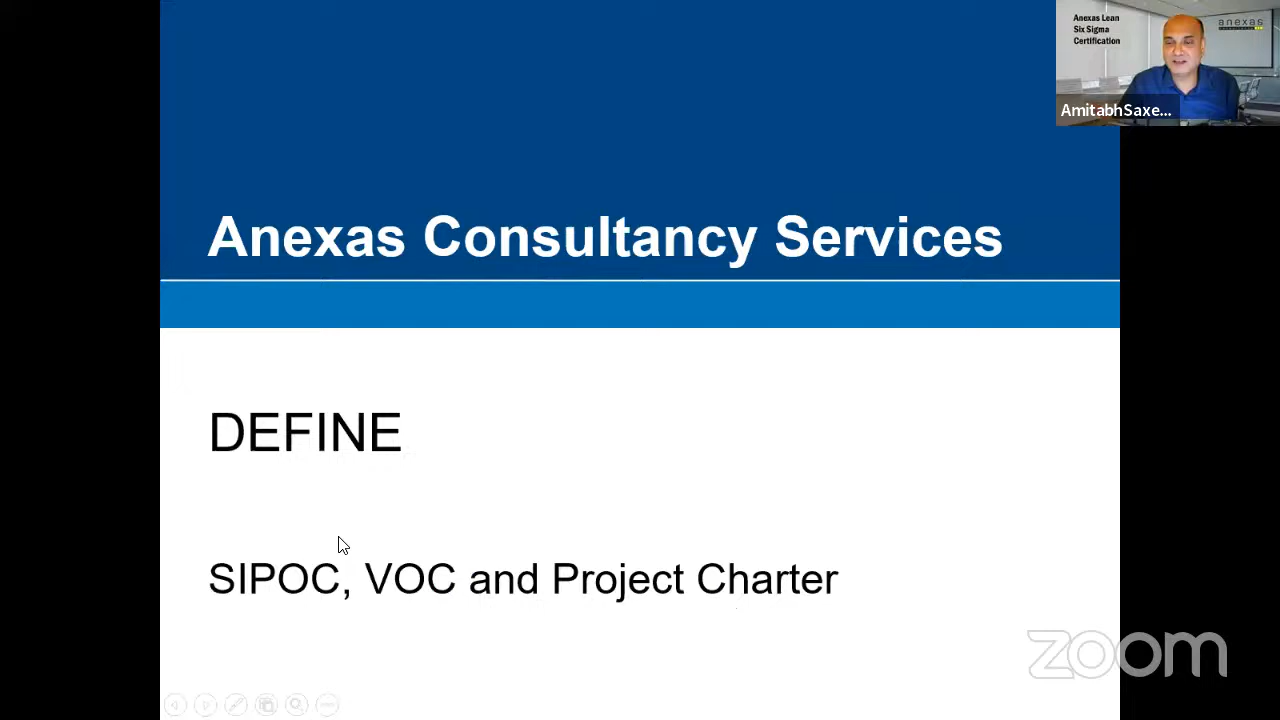 Anexas Lean
Six Sigma
Certification
anexas
AmitabhSaxe...
Anexas Consultancy Services
DEFINE
SIPOC, VOC and Project Charter
zoom